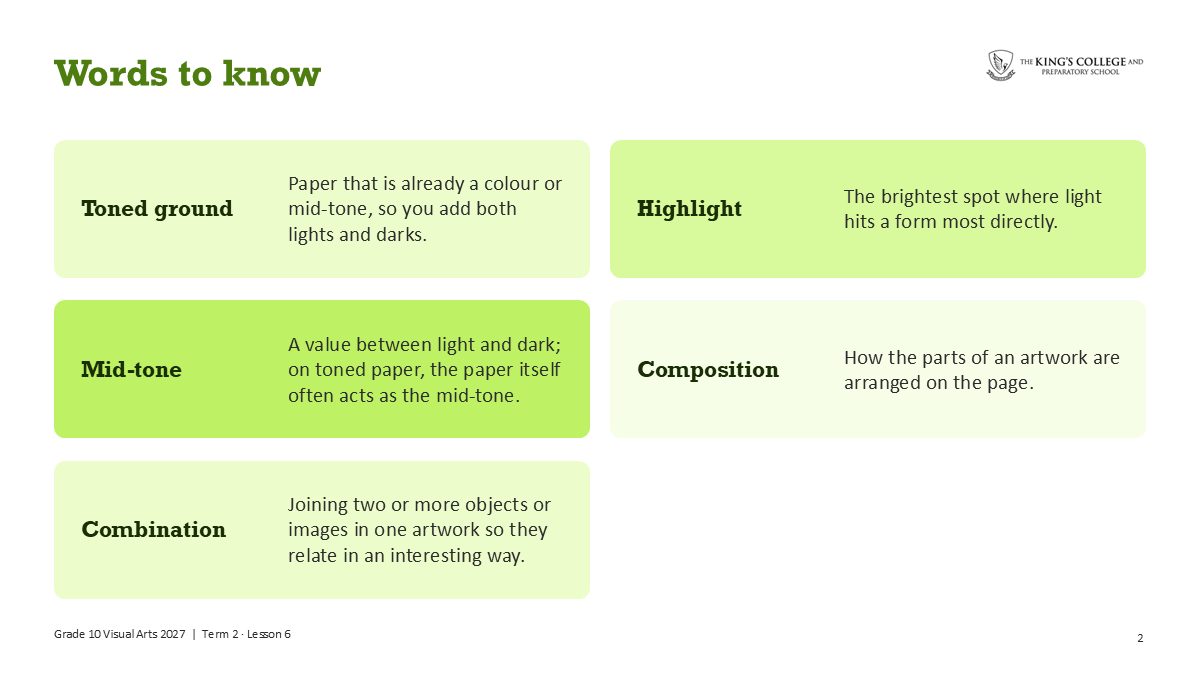 Words to know
THE KING'S COLLEGE AND
PREPARATORY SCHOOL
Toned ground
Paper that is already a colour or
mid-tone, so you add both
lights and darks.
Highlight
The brightest spot where light
hits a form most directly.
Mid-tone
A value between light and dark;
on toned paper, the paper itself
often acts as the mid-tone.
Composition
How the parts of an artwork are
arranged on the page.
Combination
Joining two or more objects or
images in one artwork so they
relate in an interesting way.
Grade 10 Visual Arts 2027 | Term 2 · Lesson 6
2